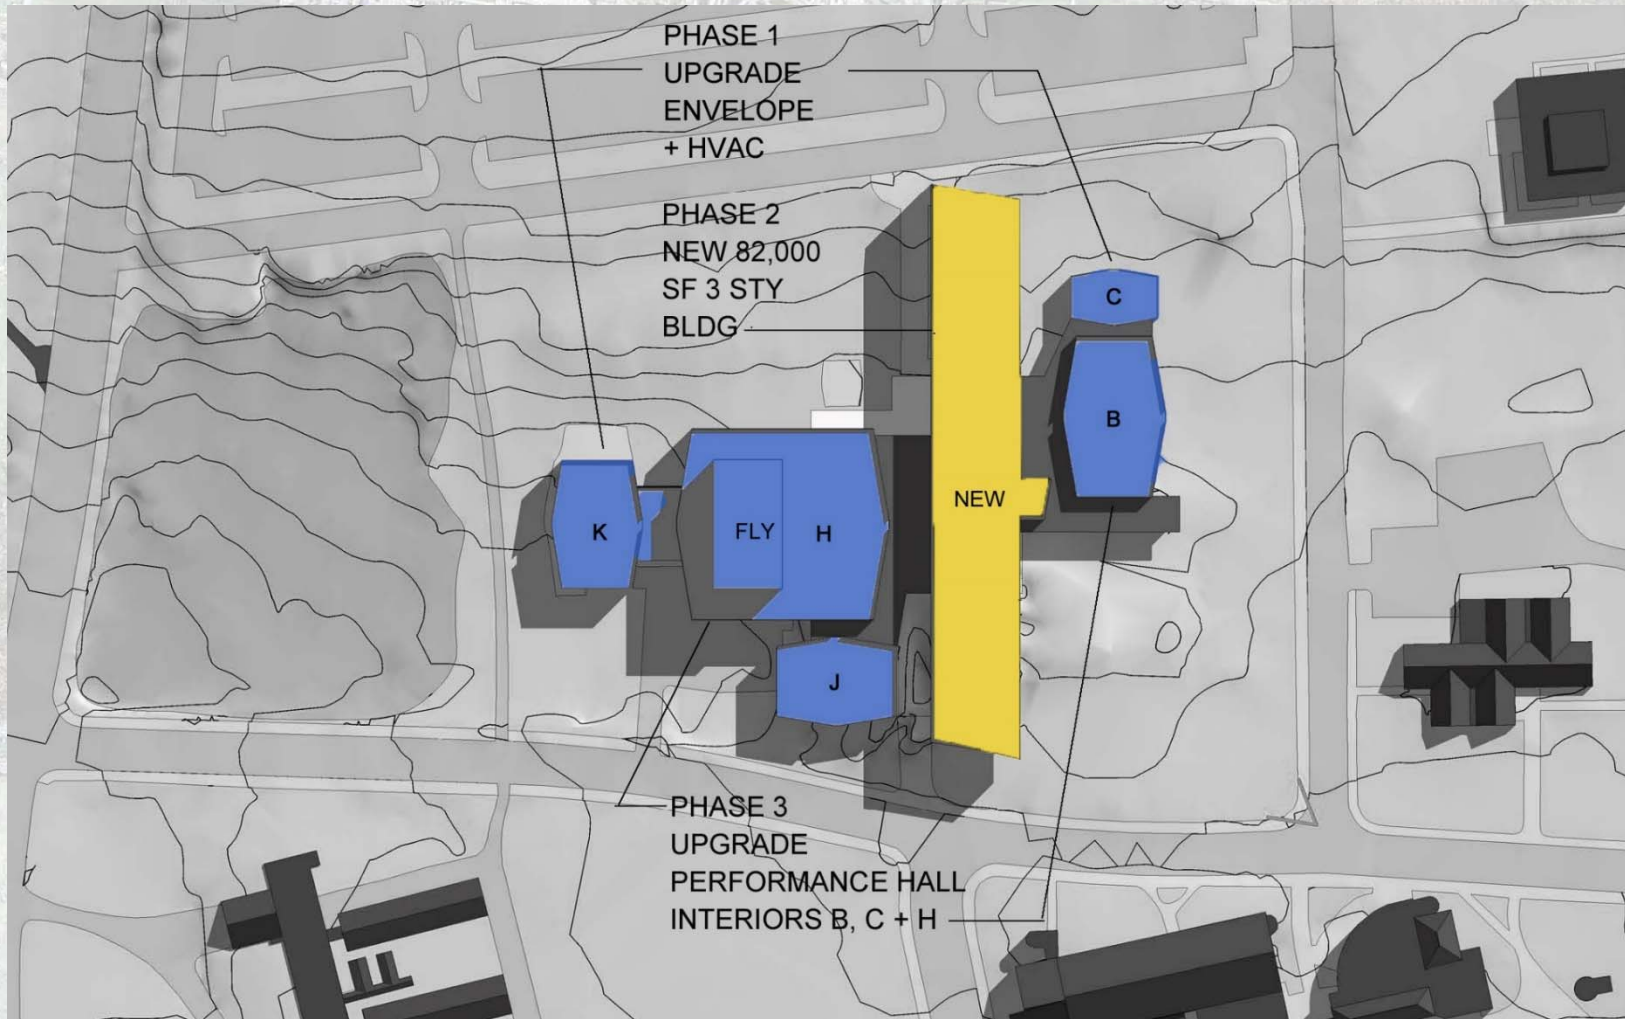 PHASE 1
UPGRADE
ENVELOPE
+ HVAC
PHASE 2
NEW 82,000
SF 3 STY
BLDG
C
B
NEW
K
FLY
H
J
PHASE 3
UPGRADE
PERFORMANCE HALL
INTERIORS B, C + H